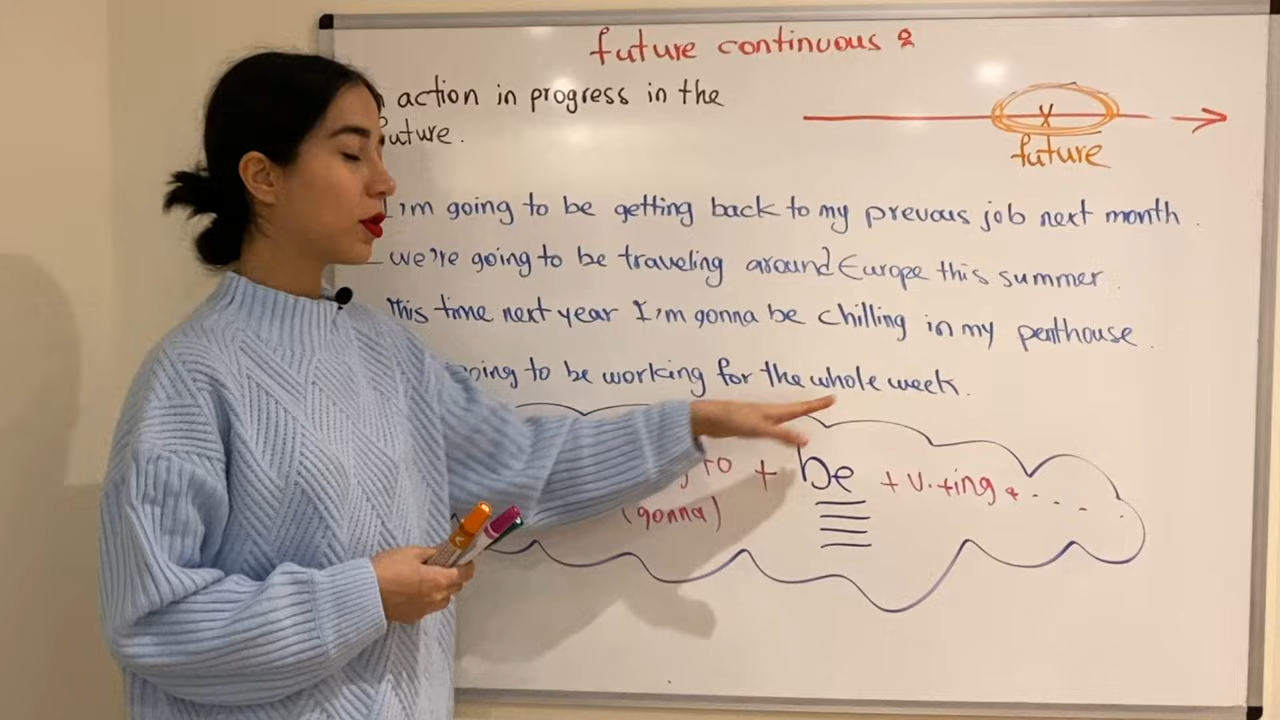 future continuous :
action in progress in the
future.
I'm going to be getting back to my prevous job next month.
we're going to be traveling around Europe this summer.
This time next year I'm gonna be chilling in my penthouse.
going to be working for the whole week.
to + be + v.+ing + . . . .
(gonna)